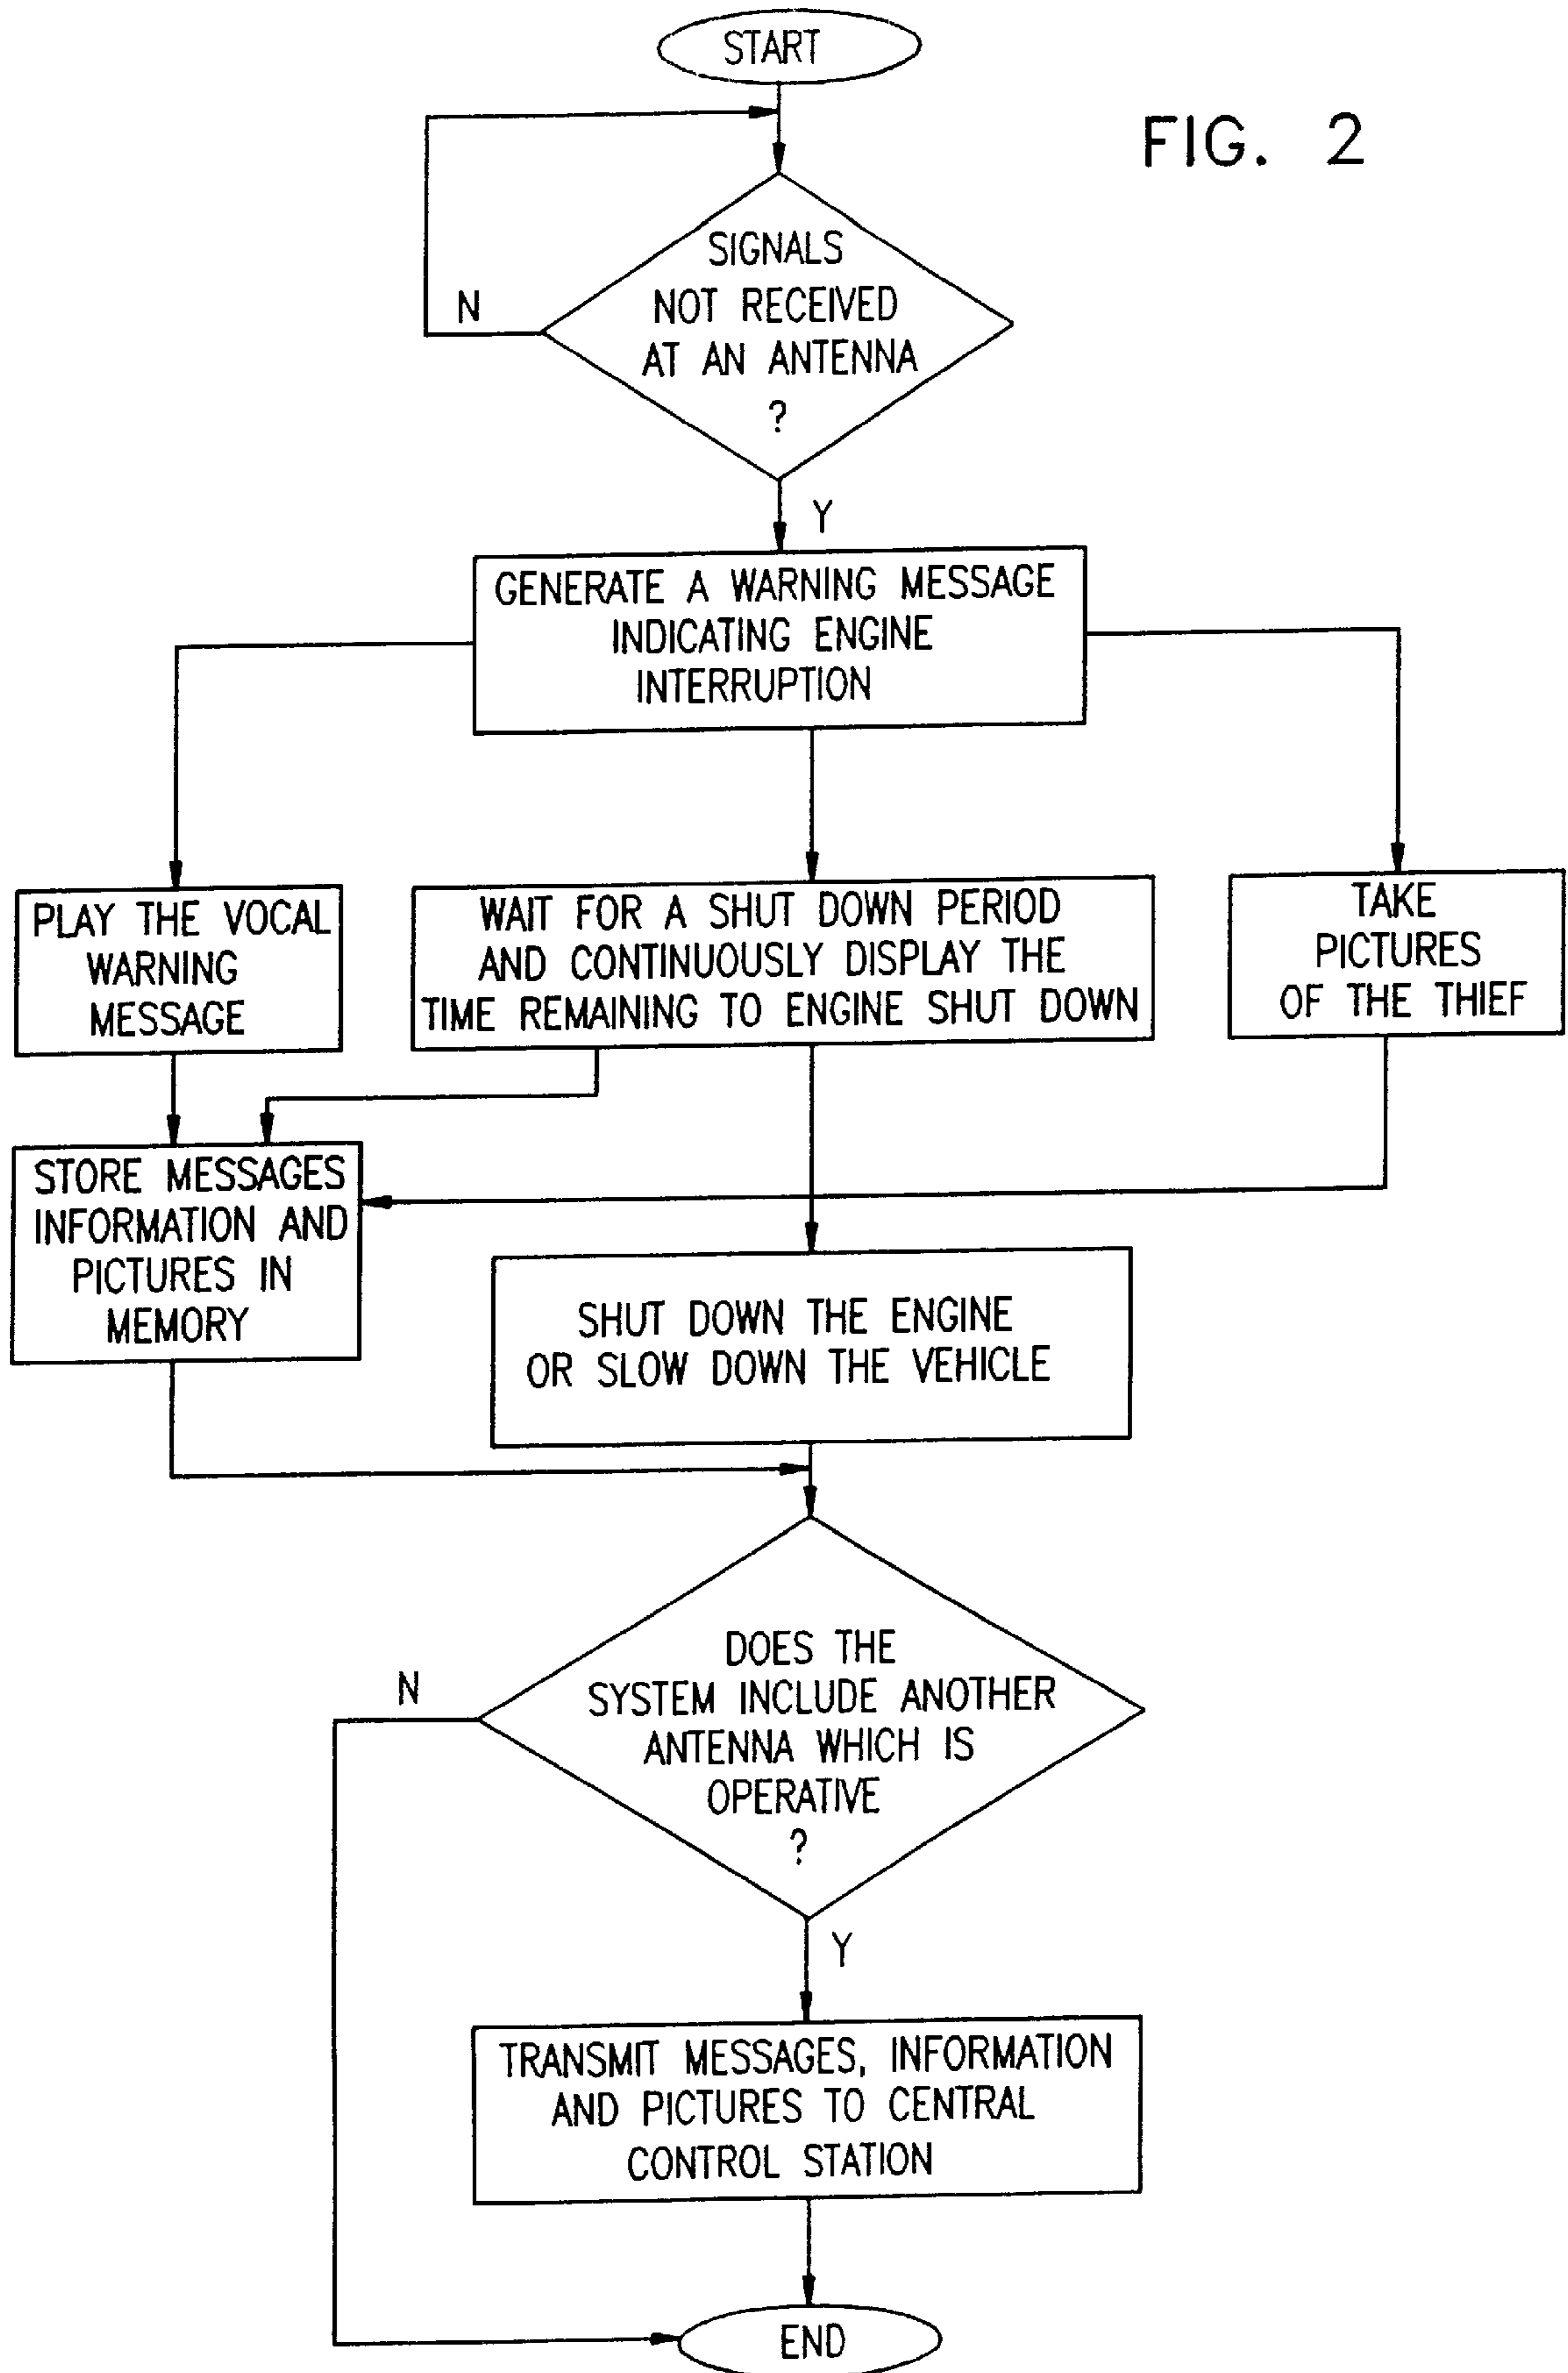 START
FIG. 2
SIGNALS
NOT RECEIVED
AT AN ANTENNA
?
N
Y
GENERATE A WARNING MESSAGE
INDICATING ENGINE
INTERRUPTION
PLAY THE VOCAL
WARNING
MESSAGE
WAIT FOR A SHUT DOWN PERIOD
AND CONTINUOUSLY DISPLAY THE
TIME REMAINING TO ENGINE SHUT DOWN
TAKE
PICTURES
OF THE THIEF
STORE MESSAGES
INFORMATION AND
PICTURES IN
MEMORY
SHUT DOWN THE ENGINE
OR SLOW DOWN THE VEHICLE
DOES THE
SYSTEM INCLUDE ANOTHER
ANTENNA WHICH IS
OPERATIVE
?
N
Y
TRANSMIT MESSAGES, INFORMATION
AND PICTURES TO CENTRAL
CONTROL STATION
END